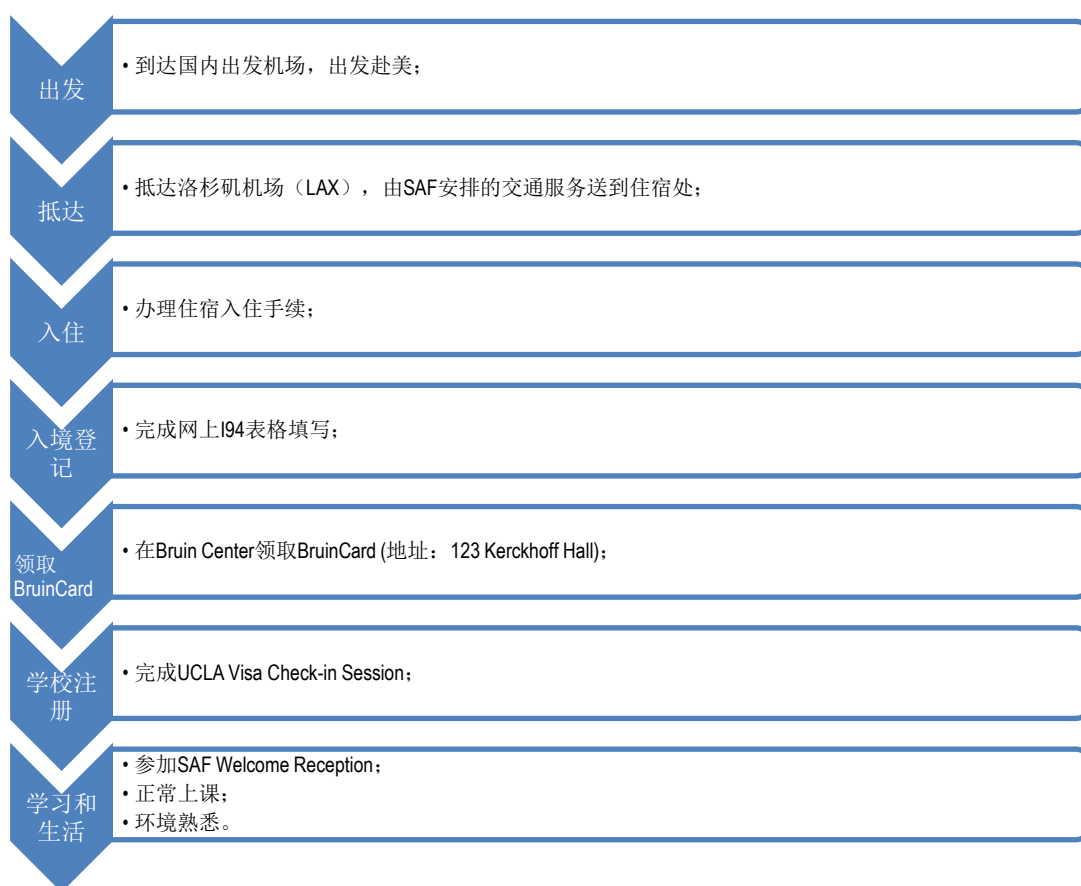 出发
• 到达国内出发机场，出发赴美；
抵达
• 抵达洛杉矶机场（LAX），由SAF安排的交通服务送到住宿处；
入住
• 办理住宿入住手续；
入境登
记
• 完成网上I94表格填写；
领取
BruinCard
• 在Bruin Center领取BruinCard (地址：123 Kerckhoff Hall)；
学校注
册
• 完成UCLA Visa Check-in Session；
学习和
生活
• 参加SAF Welcome Reception；
• 正常上课；
• 环境熟悉。